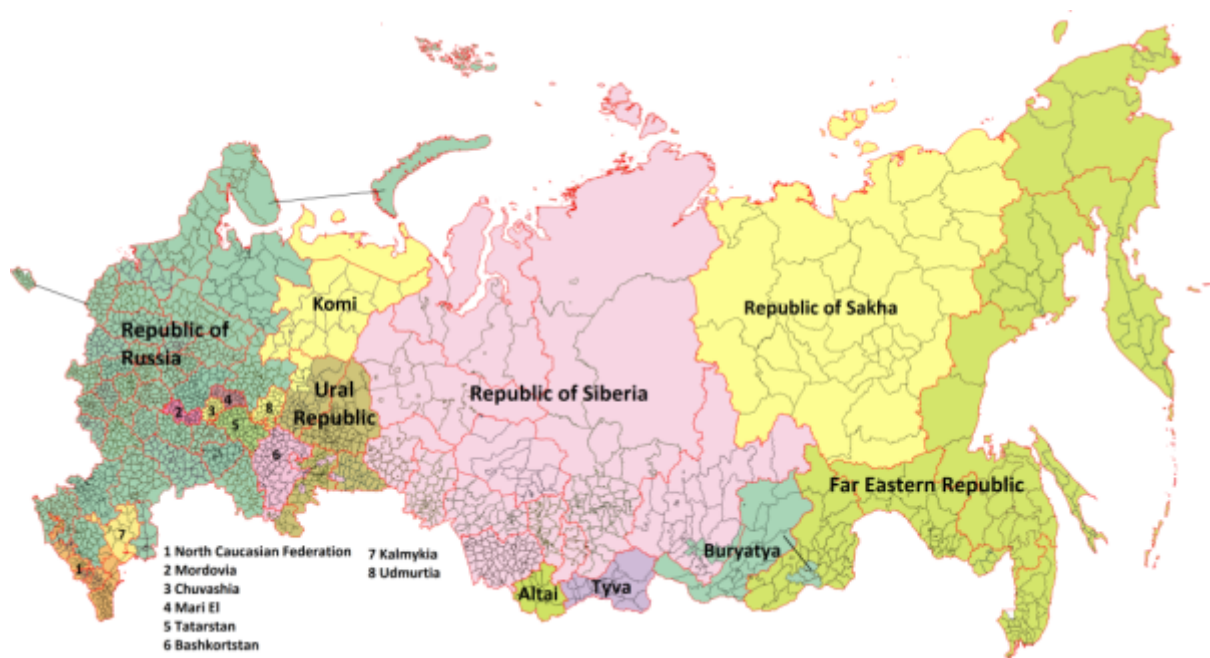 Komi
Republic of
Russia
Republic of Sakha
Ural
Republic
Republic of Siberia
4
2
3
8
5
6
Far Eastern Republic
7
Buryatya
1
Altai
Tyva
1 North Caucasian Federation
2 Mordovia
3 Chuvashia
4 Mari El
5 Tatarstan
6 Bashkortstan
7 Kalmykia
8 Udmurtia